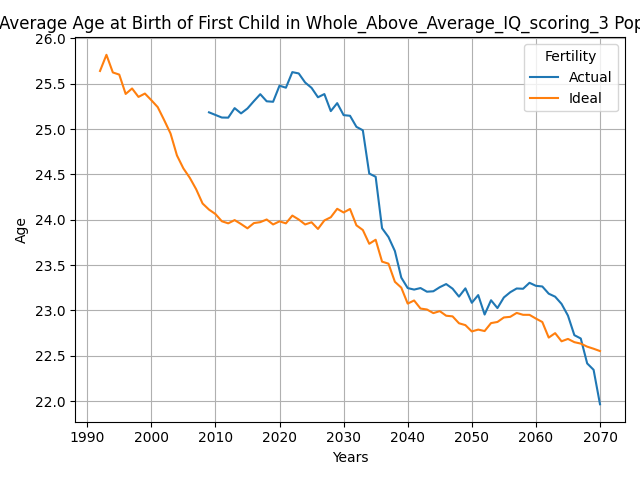 Average Age at Birth of First Child in Whole_Above_Average_IQ_scoring_3 Pop
Fertility
Actual
Ideal
26.0
25.5
25.0
24.5
24.0
23.5
23.0
22.5
22.0
Age
1990 2000 2010 2020 2030 2040 2050 2060 2070
Years